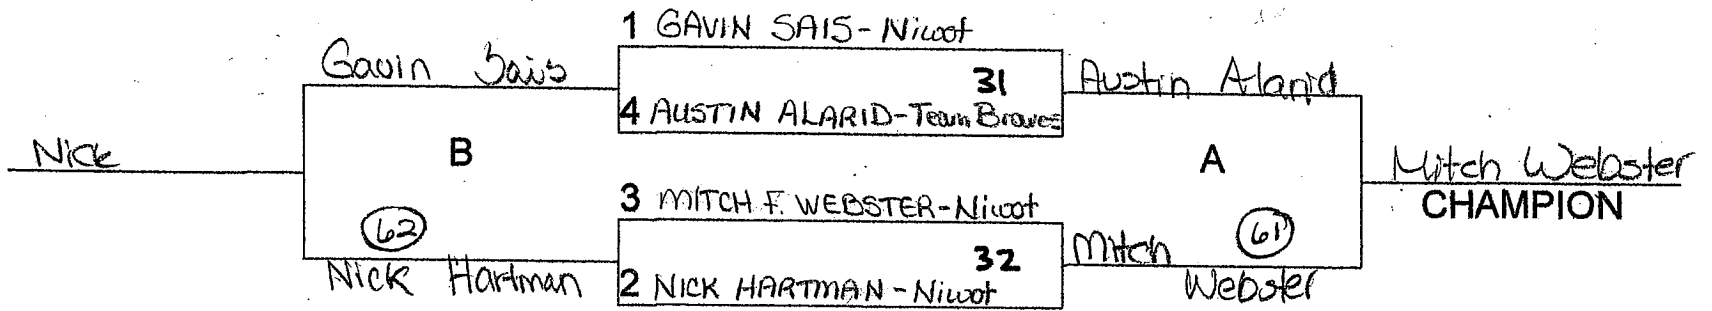 1 GAVIN SAIS-Niwot
Gavin Sais
31
Austin Alarid
4 AUSTIN ALARID-Team Braves
Nick
B
A
Mitch Webster
3 MITCH F. WEBSTER-Niwot
CHAMPION
62
61
32
Mitch
Webster
Nick Hartman
2 NICK HARTMAN-Niwot